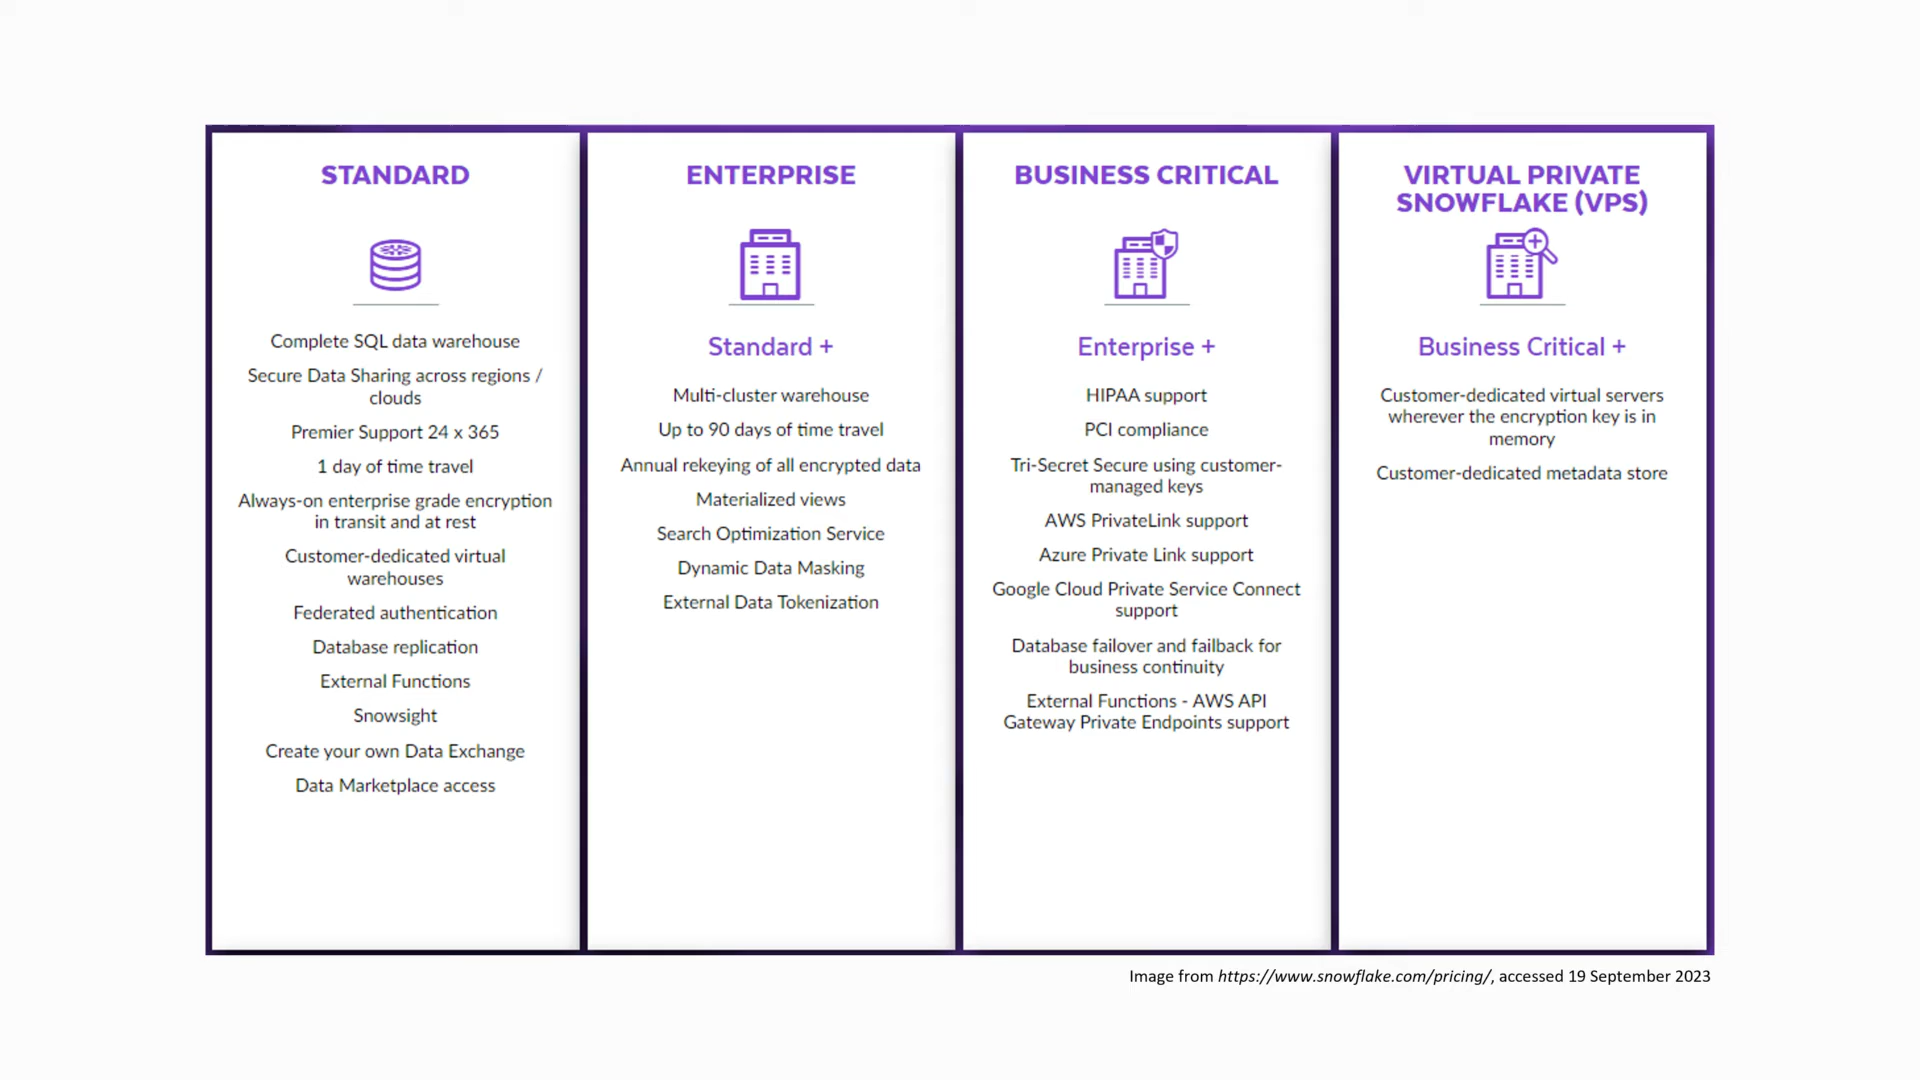 STANDARD
Complete SQL data warehouse
Secure Data Sharing across regions /
clouds
Premier Support 24 x 365
1 day of time travel
Always-on enterprise grade encryption
in transit and at rest
Customer-dedicated virtual
warehouses
Federated authentication
Database replication
External Functions
Snowsight
Create your own Data Exchange
Data Marketplace access
ENTERPRISE
Standard +
Multi-cluster warehouse
Up to 90 days of time travel
Annual rekeying of all encrypted data
Materialized views
Search Optimization Service
Dynamic Data Masking
External Data Tokenization
BUSINESS CRITICAL
Enterprise +
HIPAA support
PCI compliance
Tri-Secret Secure using customer-
managed keys
AWS PrivateLink support
Azure Private Link support
Google Cloud Private Service Connect
support
Database failover and failback for
business continuity
External Functions - AWS API
Gateway Private Endpoints support
VIRTUAL PRIVATE
SNOWFLAKE (VPS)
Business Critical +
Customer-dedicated virtual servers
wherever the encryption key is in
memory
Customer-dedicated metadata store
Image from https://www.snowflake.com/pricing/, accessed 19 September 2023